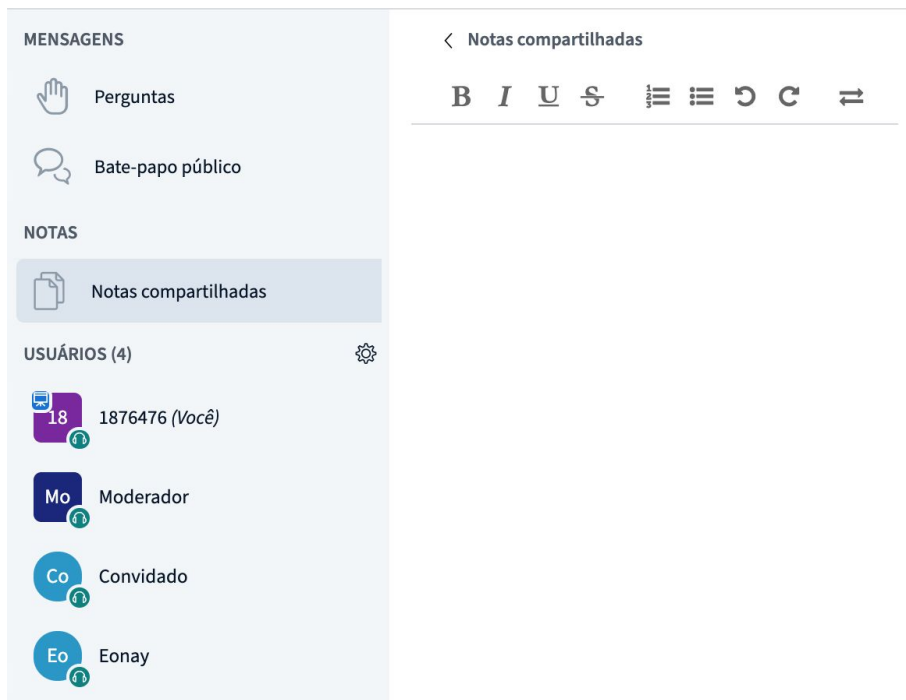 MENSAGENS
Perguntas
Bate-papo público
NOTAS
Notas compartilhadas
USUÁRIOS (4)
18 1876476 (Você)
Mo Moderador
Co Convidado
Eo Eonay
Notas compartilhadas
B I U S